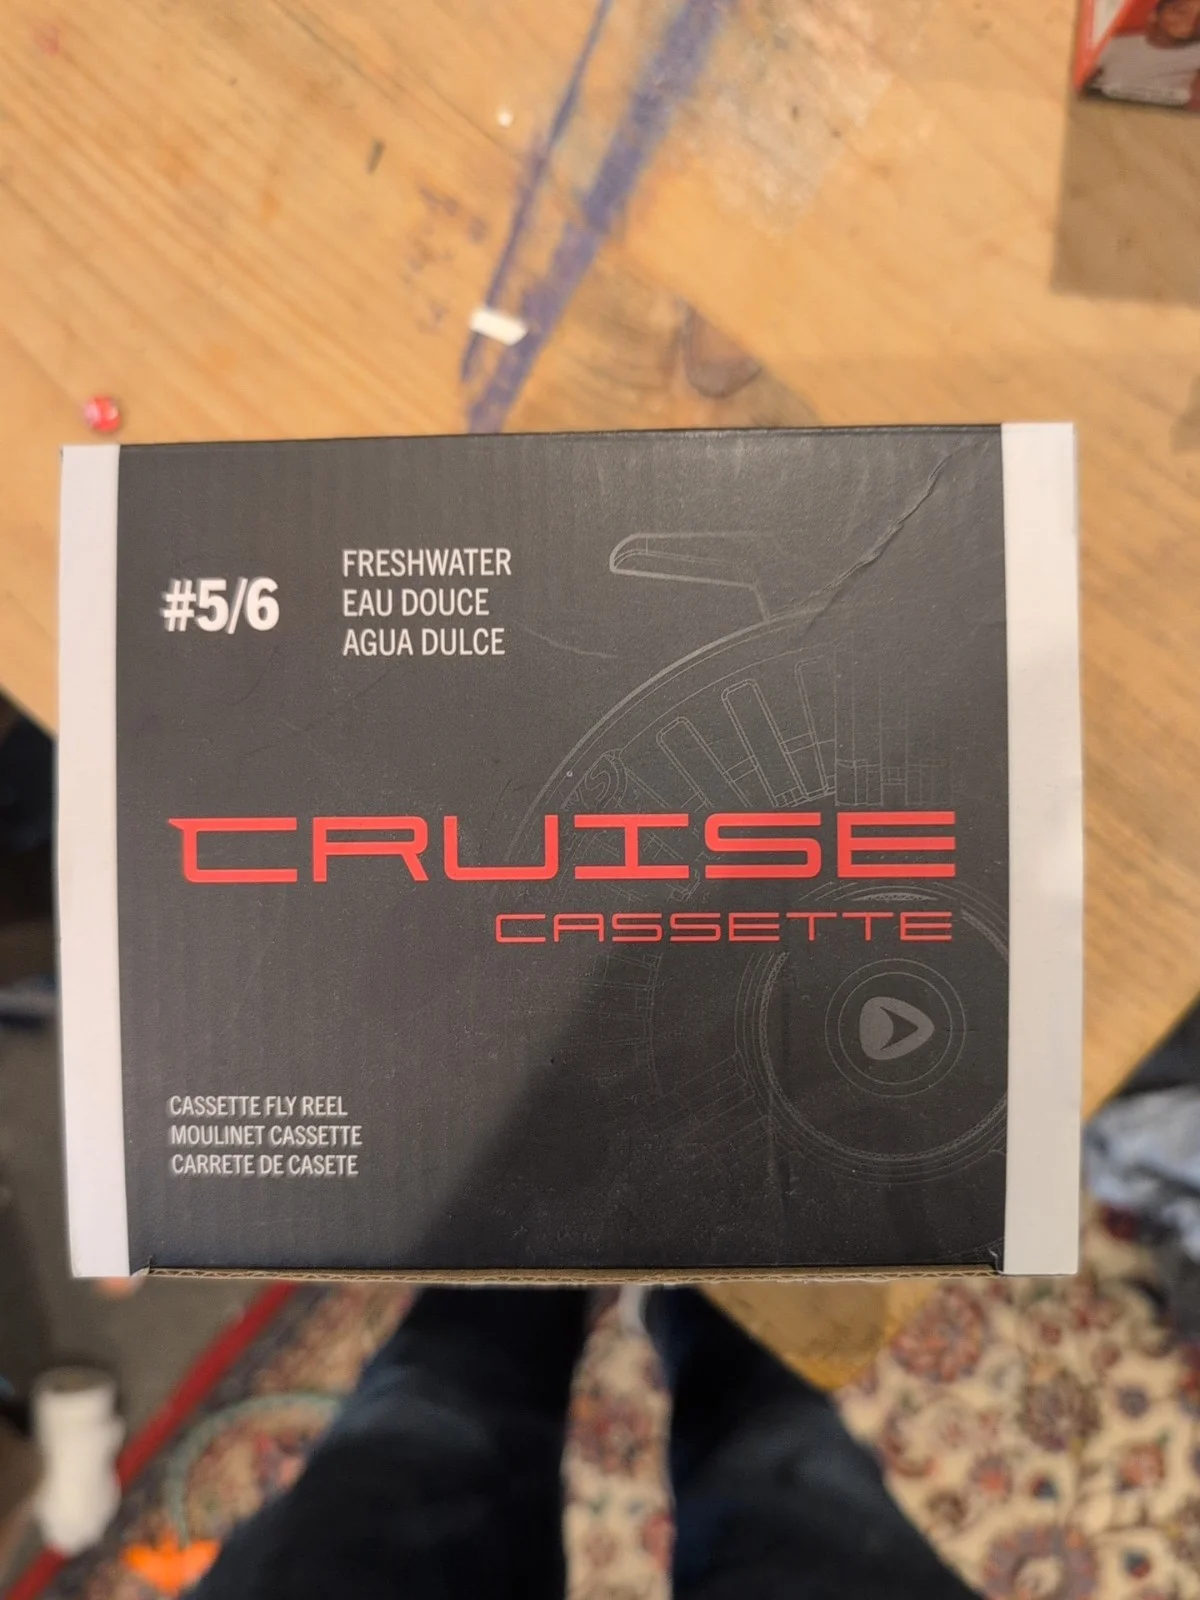 #5/6
FRESHWATER
EAU DOUCE
AGUA DULCE
CRUISE
CASSETTE
CASSETTE FLY REEL
MOULINET CASSETTE
CARRETE DE CASETE